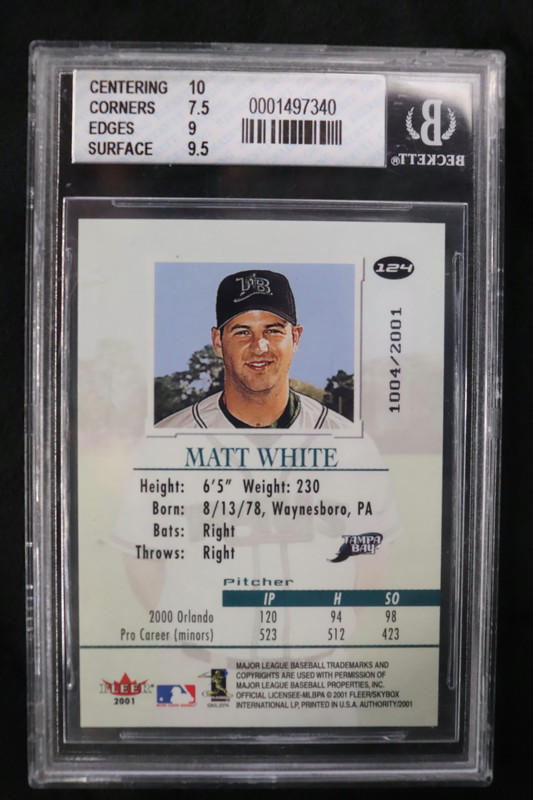 CENTERING 10
CORNERS 7.5
EDGES 9
SURFACE 9.5
0001497340
B
BECKETT®
124
1004/2001
TB
MATT WHITE
Height: 6'5" Weight: 230
Born: 8/13/78, Waynesboro, PA
Bats: Right
Throws: Right
TAMPA
BAY
Pitcher
IP H SO
2000 Orlando 120 94 98
Pro Career (minors) 523 512 423
FLEER
2001
MAJOR LEAGUE BASEBALL TRADEMARKS AND
COPYRIGHTS ARE USED WITH PERMISSION OF
MAJOR LEAGUE BASEBALL PROPERTIES, INC.
OFFICIAL LICENSEE-MLBPA © 2001 FLEER/SKYBOX
INTERNATIONAL LP, PRINTED IN U.S.A. AUTHORITY/2001